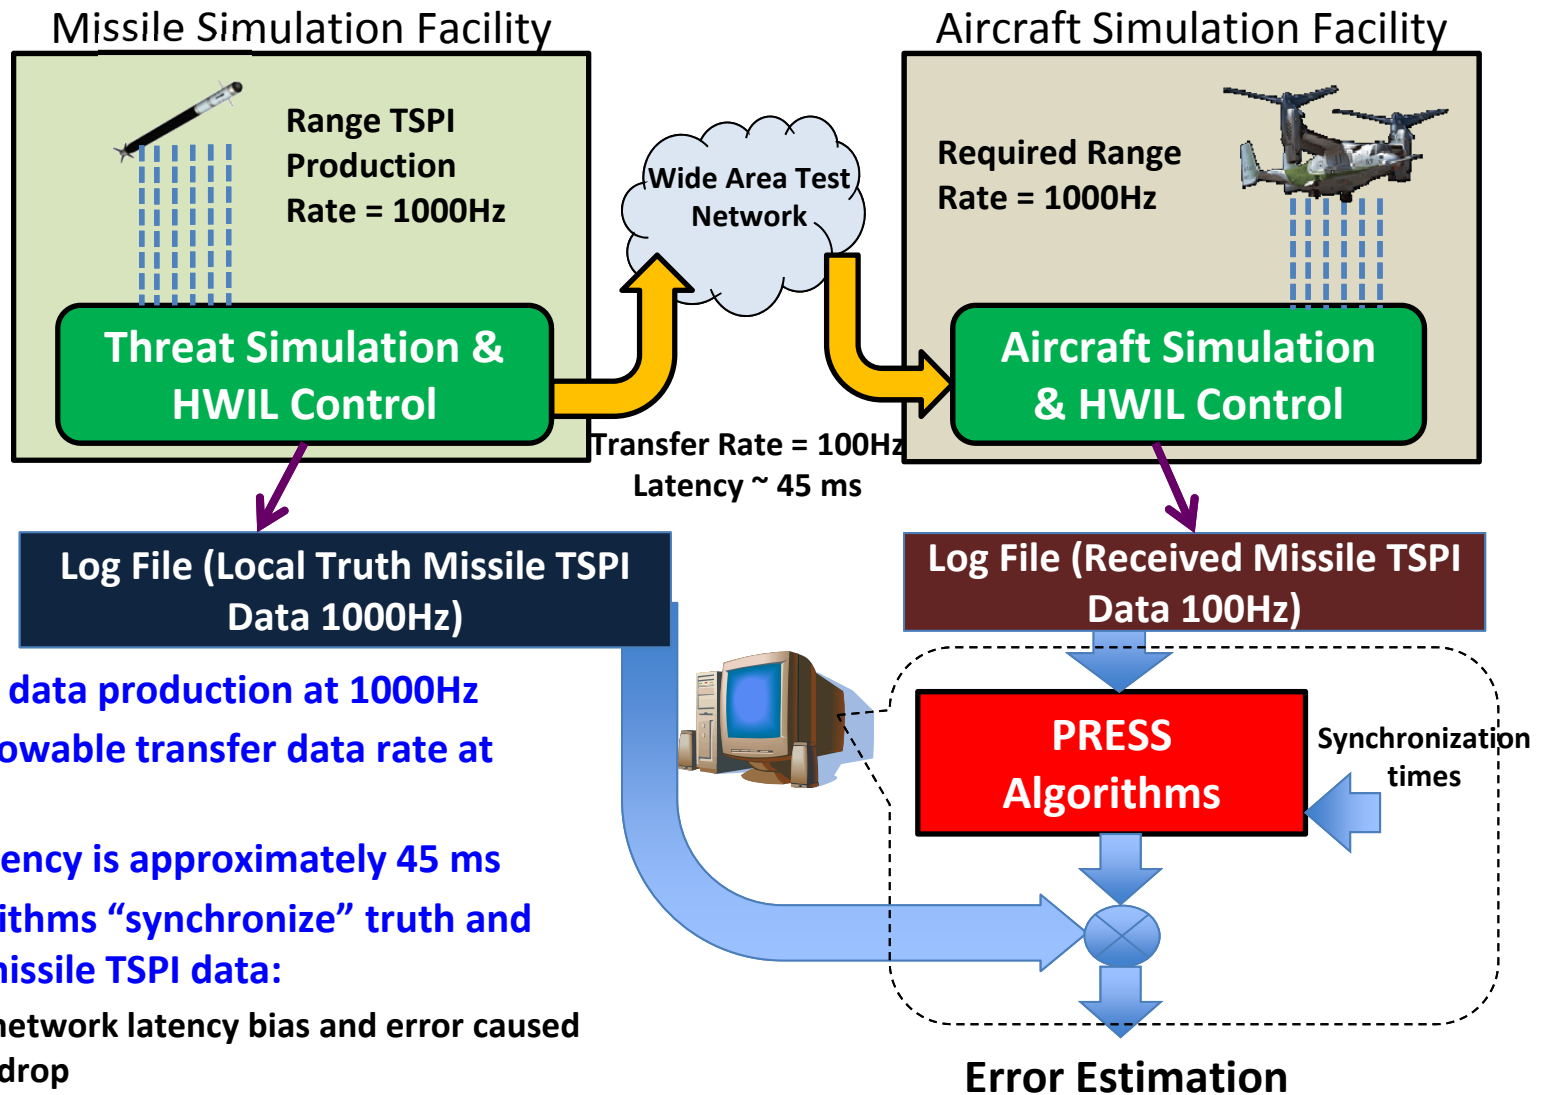 Missile Simulation Facility
Aircraft Simulation Facility
Range TSPI
Production
Rate = 1000Hz
Wide Area Test
Network
Required Range
Rate = 1000Hz
Threat Simulation &
HWIL Control
Aircraft Simulation
& HWIL Control
Transfer Rate = 100Hz
Latency ~ 45 ms
Log File (Local Truth Missile TSPI
Data 1000Hz)
Log File (Received Missile TSPI
Data 100Hz)
data production at 1000Hz
owable transfer data rate at
ency is approximately 45 ms
ithms “synchronize” truth and
missile TSPI data:
network latency bias and error caused
drop
PRESS
Algorithms
Synchronization
times
Error Estimation